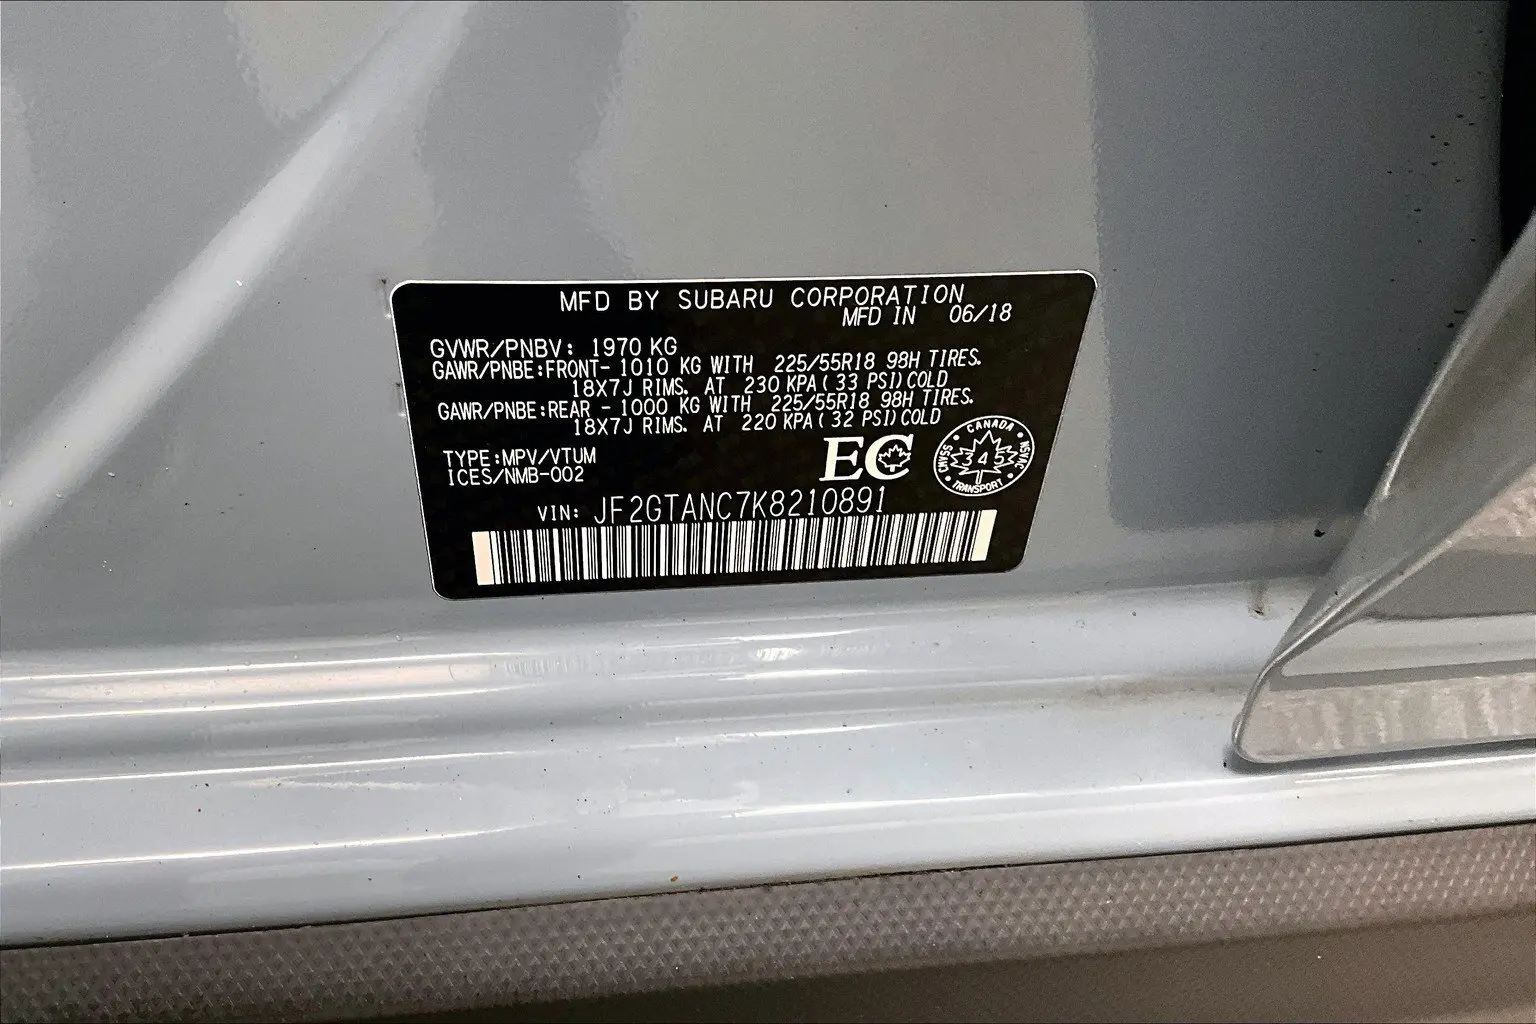 MFD BY SUBARU CORPORATION
MFD IN 06/18
GVWR/PNBV: 1970 KG
GAWR/PNBE:FRONT- 1010 KG WITH 225/55R18 98H TIRES.
18X7J RIMS. AT 230 KPA(33 PSI)COLD
GAWR/PNBE:REAR - 1000 KG WITH 225/55R18 98H TIRES.
18X7J RIMS. AT 220 KPA(32 PSI)COLD
TYPE:MPV/VTUM
ICES/NMB-002
EC
CANADA
CMVSS 345 NSVAC
TRANSPORT
VIN: JF2GTANC7K8210891